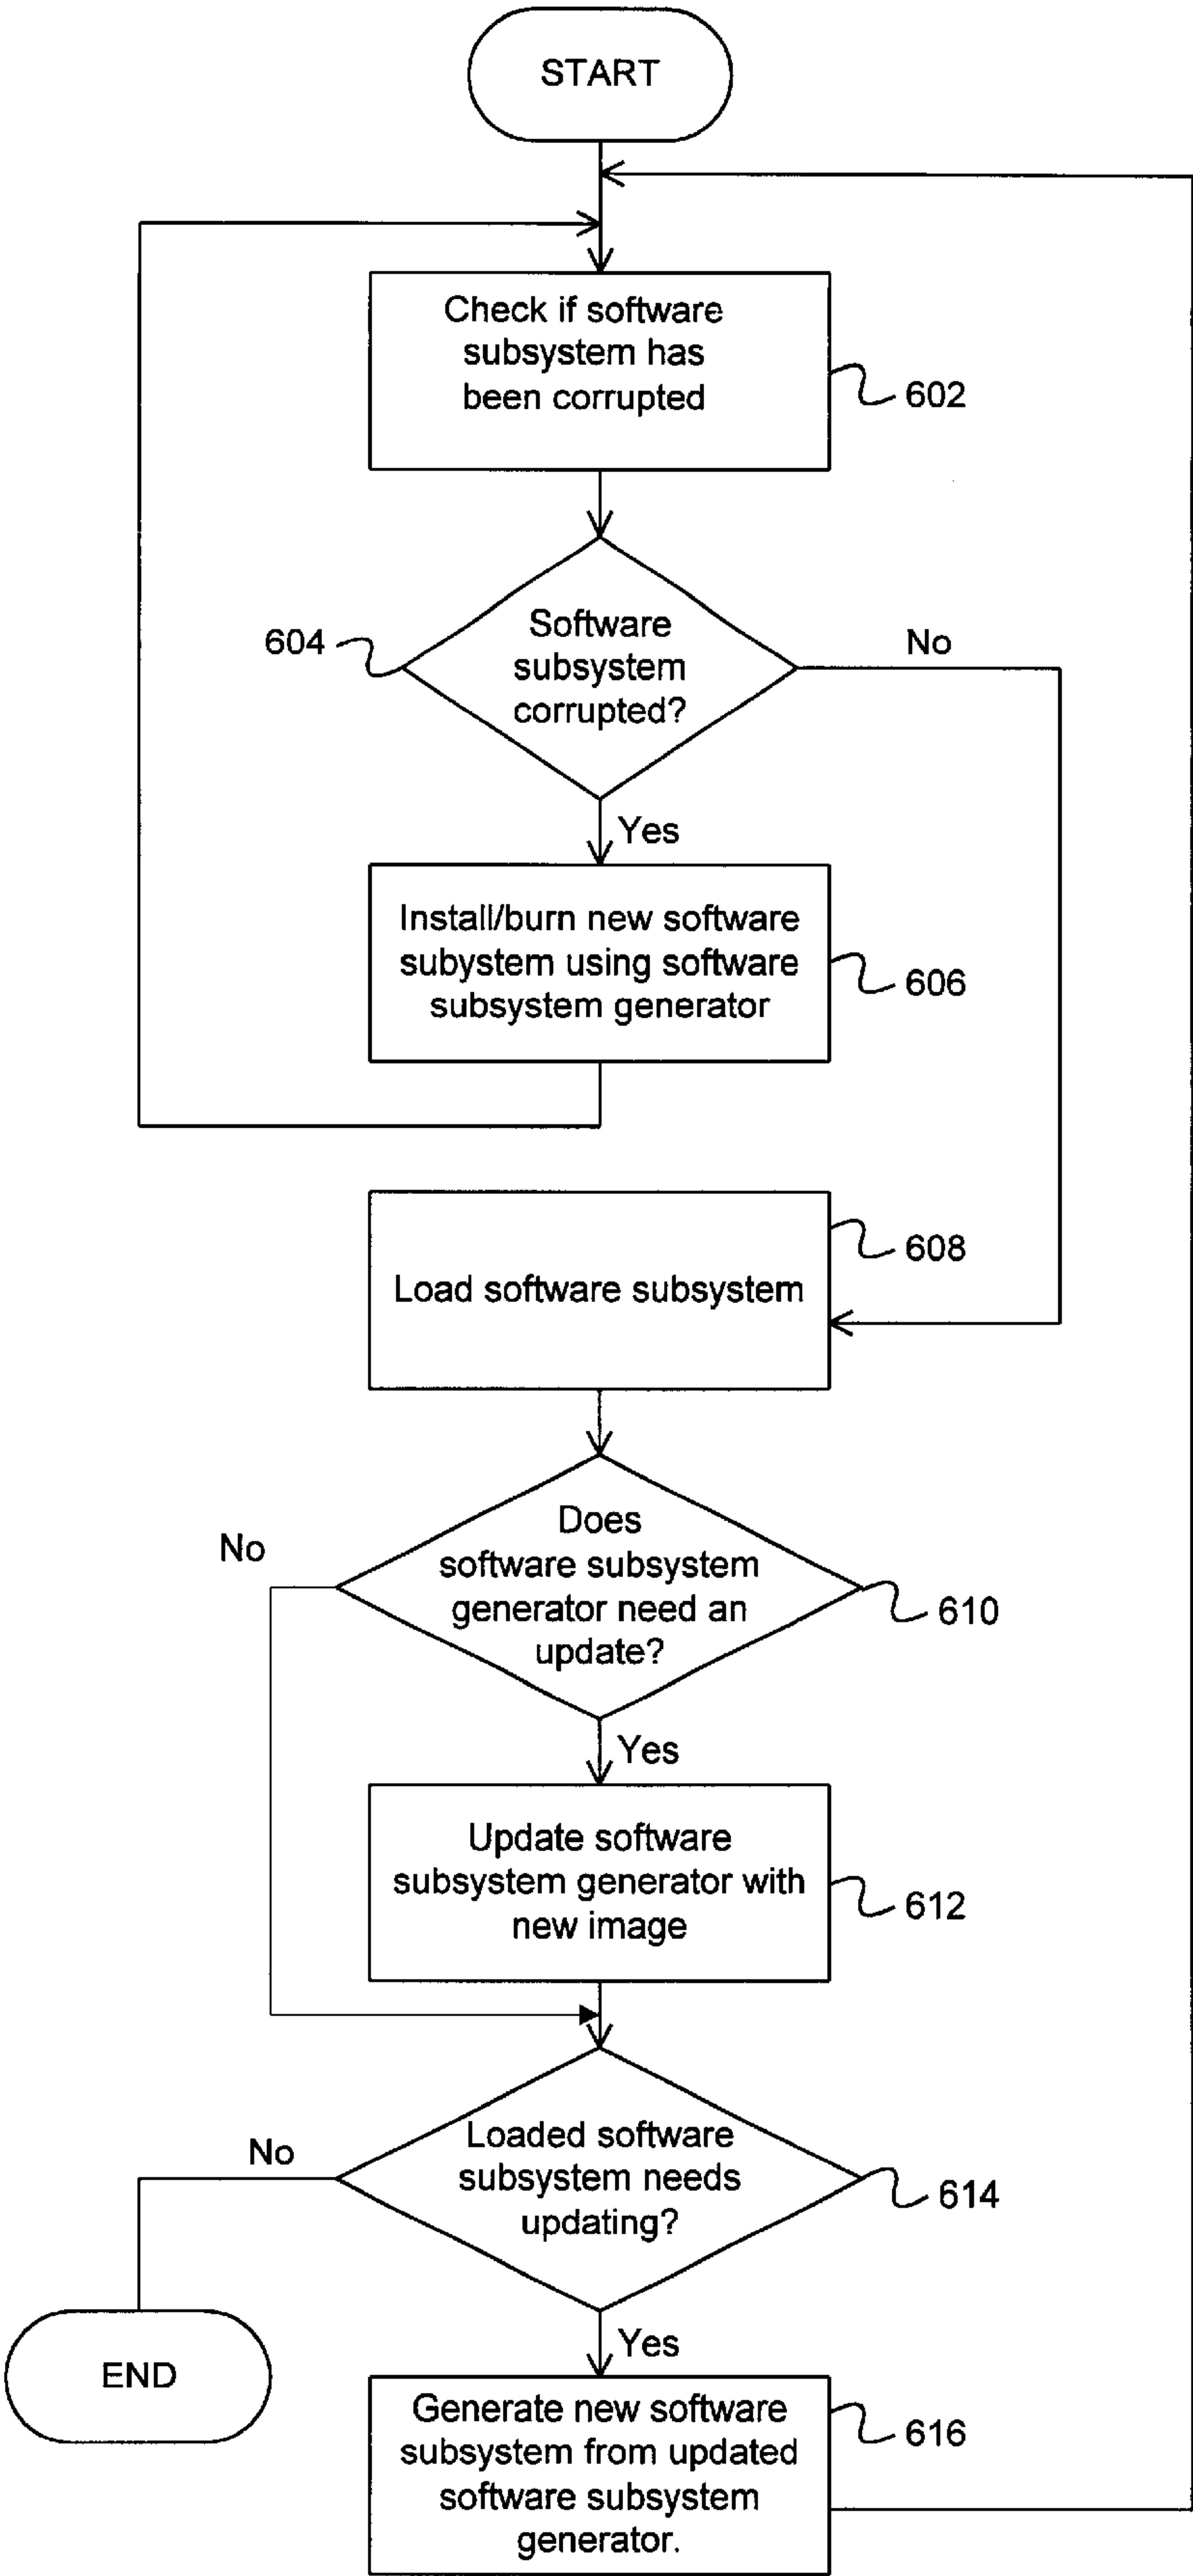 START
Check if software
subsystem has
been corrupted
602
604
Software
subsystem
corrupted?
No
Yes
Install/burn new software
subystem using software
subsystem generator
606
608
Load software subsystem
No
Does
software subsystem
generator need an
update?
610
Yes
Update software
subsystem generator with
new image
612
No
Loaded software
subsystem needs
updating?
614
Yes
END
Generate new software
subsystem from updated
software subsystem
generator.
616